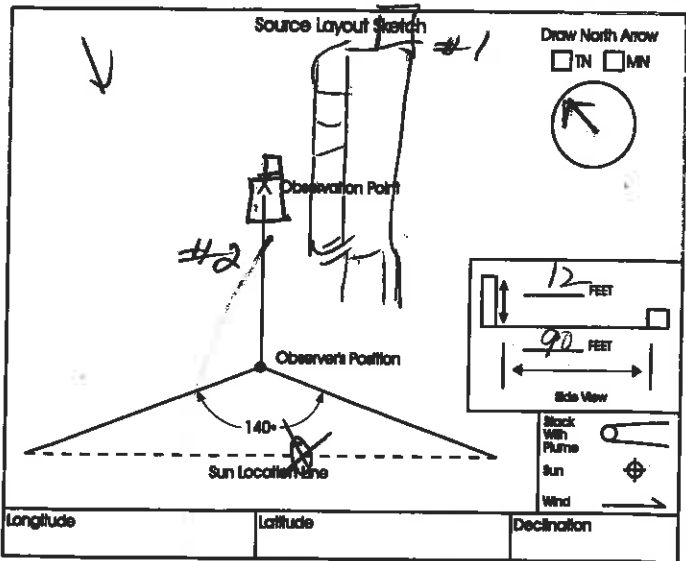 Source Layout Sketch
#1
Draw North Arrow
TN MN
Observation Point
#2
12 FEET
90 FEET
Side View
Observer's Position
140°
Sun Location Line
Stack
With
Plume
Sun
Wind
Longitude
Latitude
Declination